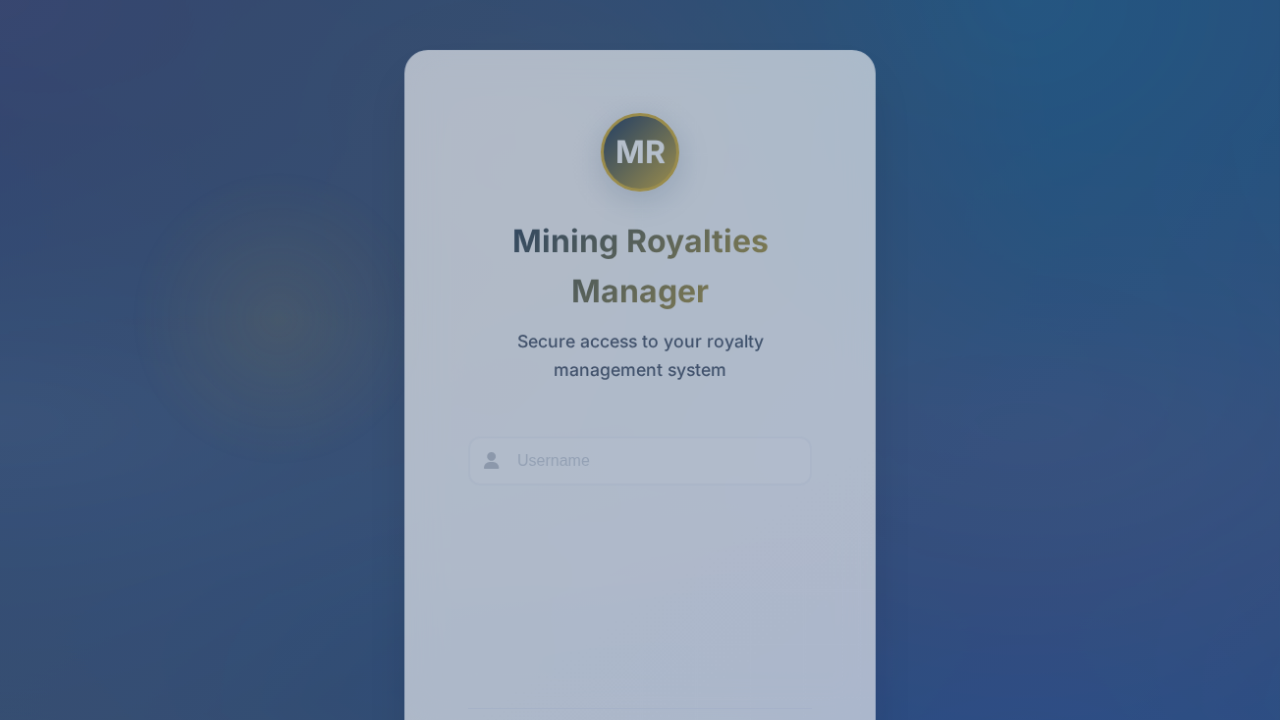 MR
Mining Royalties
Manager
Secure access to your royalty
management system
Username